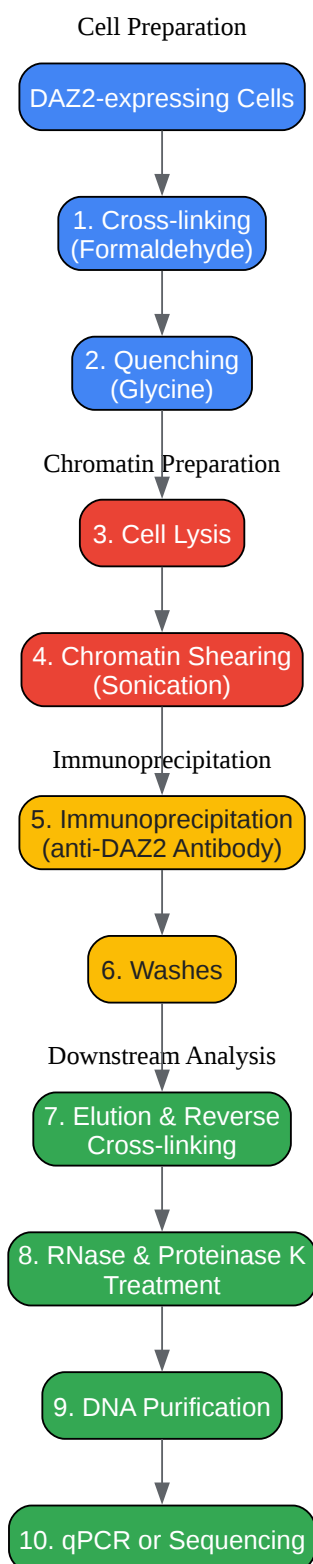 Cell Preparation
DAZ2-expressing Cells
1. Cross-linking
(Formaldehyde)
2. Quenching
(Glycine)
Chromatin Preparation
3. Cell Lysis
4. Chromatin Shearing
(Sonication)
Immunoprecipitation
5. Immunoprecipitation
(anti-DAZ2 Antibody)
6. Washes
Downstream Analysis
7. Elution & Reverse
Cross-linking
8. RNase & Proteinase K
Treatment
9. DNA Purification
10. qPCR or Sequencing